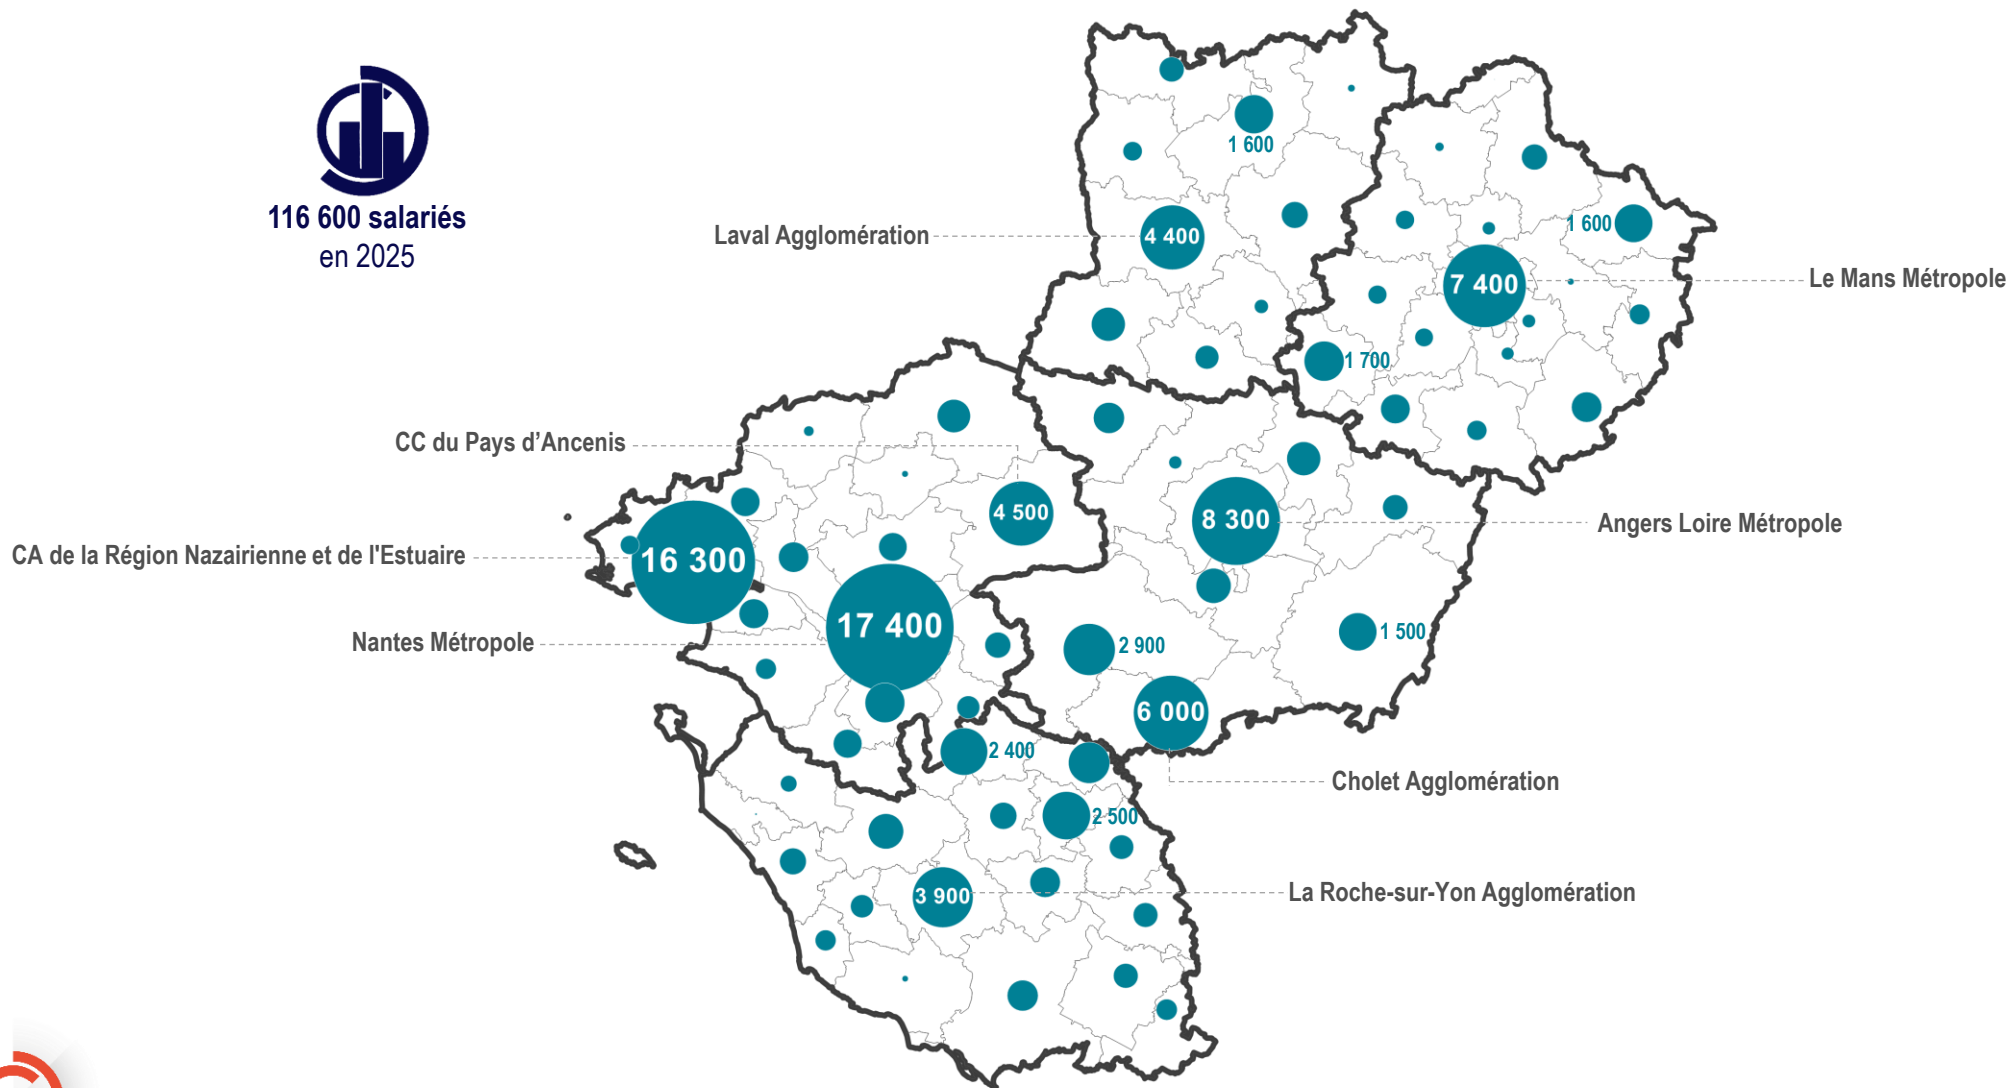 116 600 salariés
en 2025
1 600
Laval Agglomération
4 400
1 600
7 400
Le Mans Métropole
1 700
CC du Pays d'Ancenis
4 500
8 300
Angers Loire Métropole
CA de la Région Nazairienne et de l'Estuaire
16 300
Nantes Métropole
17 400
2 900
1 500
6 000
2 400
Cholet Agglomération
2 500
3 900
La Roche-sur-Yon Agglomération